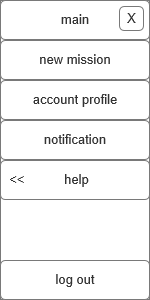 main X
new mission
account profile
notification
<< help
log out